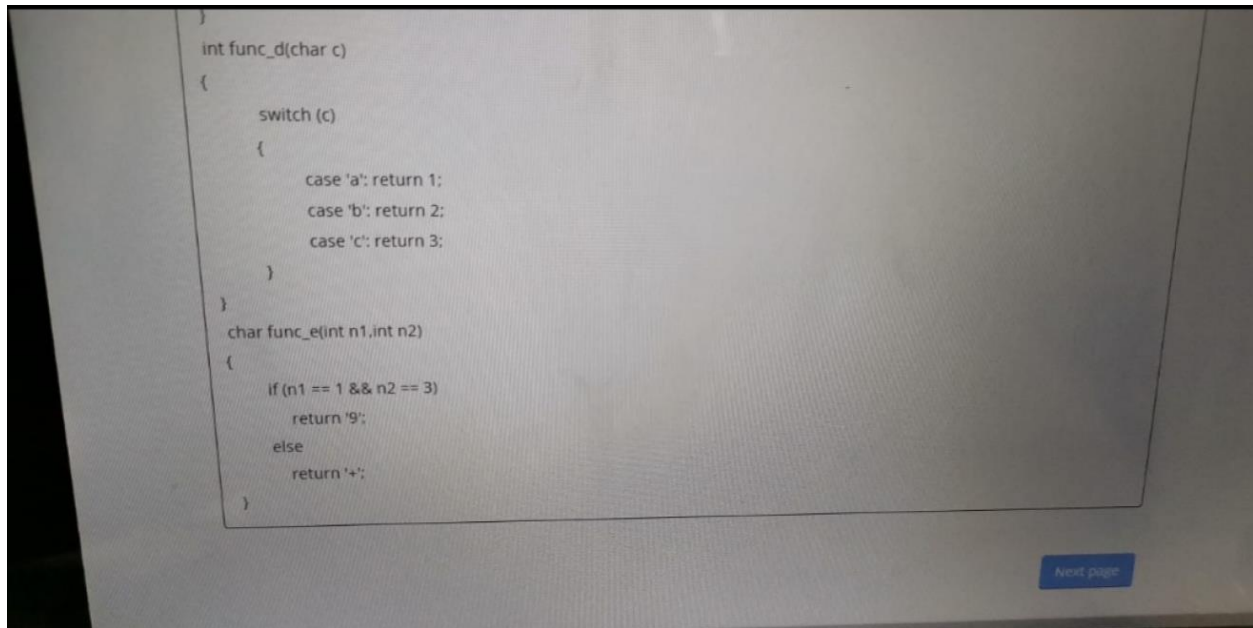 }
int func_d(char c)
{
switch (c)
{
case 'a': return 1;
case 'b': return 2;
case 'c': return 3;
}
}
char func_e(int n1,int n2)
{
if (n1 == 1 && n2 == 3)
return '9';
else
return '+';
}
Next page